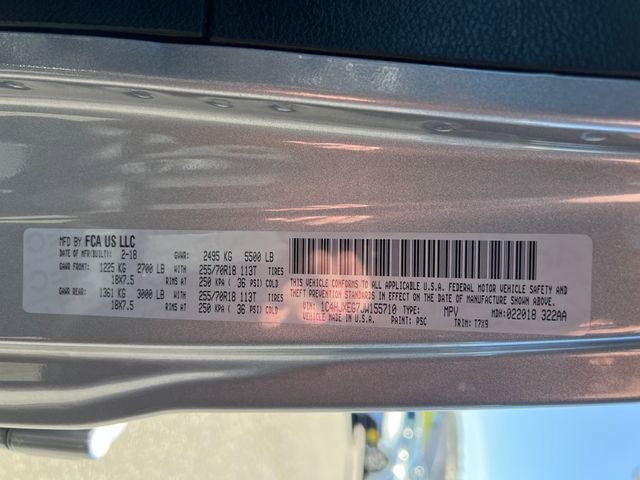 MFD BY FCA US LLC
DATE OF MFR(BUILT): 2-18 GVWR: 2495 KG 5500 LB
GAWR FRONT: 1225 KG 2700 LB WITH 255/70R18 113T TIRES
18X7.5 RIMS AT 250 KPA ( 36 PSI) COLD
GAWR REAR: 1361 KG 3000 LB WITH 255/70R18 113T TIRES
18X7.5 RIMS AT 250 KPA ( 36 PSI) COLD
THIS VEHICLE CONFORMS TO ALL APPLICABLE U.S.A. FEDERAL MOTOR VEHICLE SAFETY
BUMPER AND THEFT PREVENTION STANDARDS IN EFFECT ON THE DATE OF MANUFACTURE SHOWN ABOVE.
VIN: 1C4HJXEG7JW155710 TYPE: MPV MDH: 022018 322AA
VEHICLE MADE IN U.S.A. PAINT: PSC TRIM: T7X9